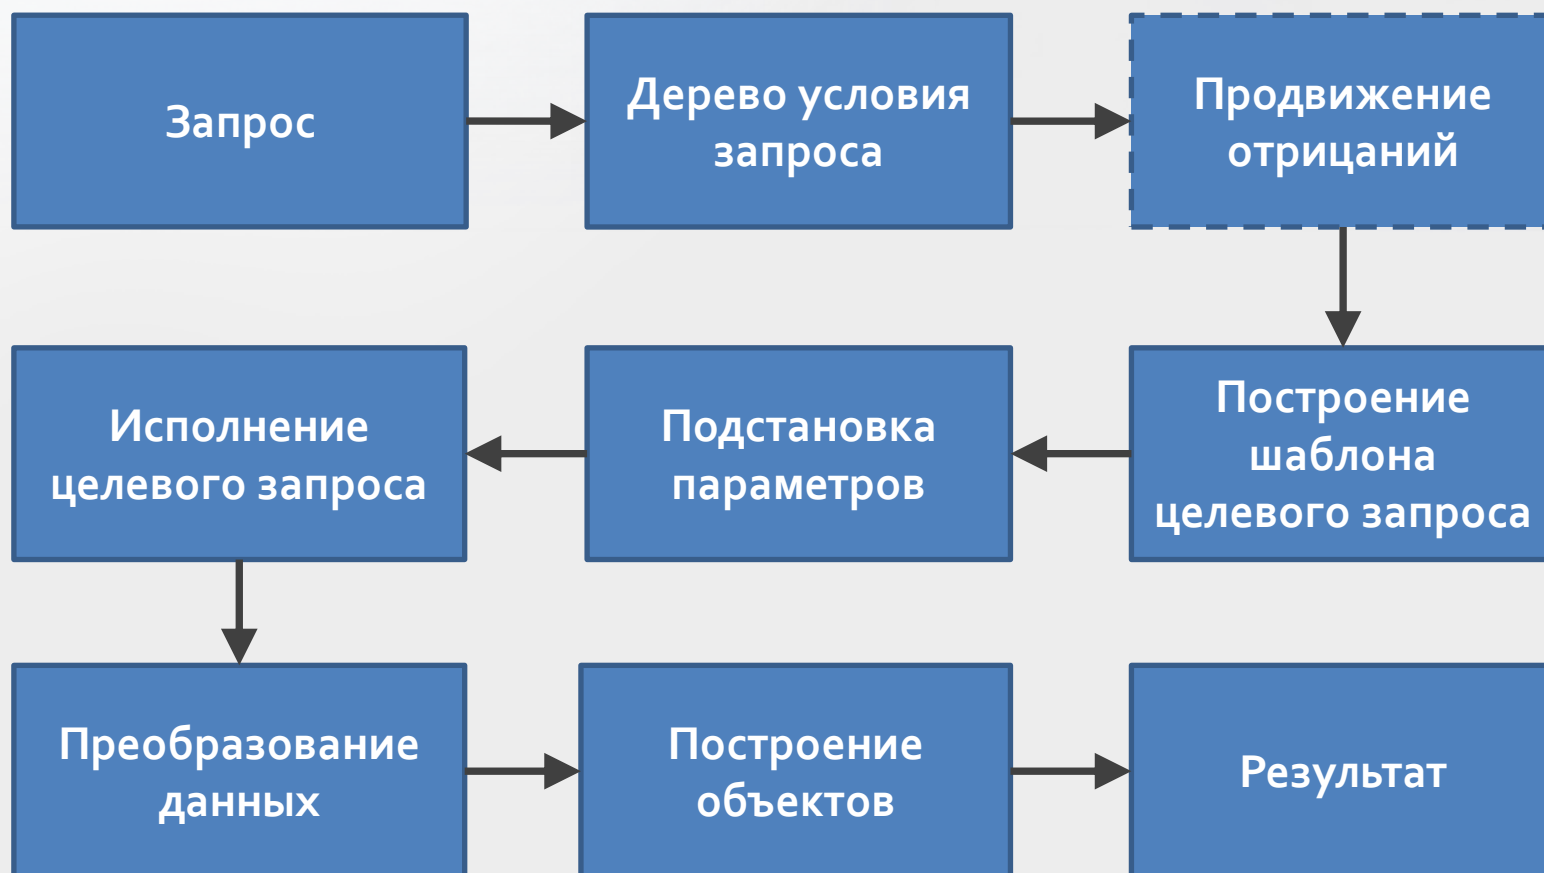 Запрос
Дерево условия
запроса
Продвижение
отрицаний
Построение
шаблона
целевого запроса
Подстановка
параметров
Исполнение
целевого запроса
Преобразование
данных
Построение
объектов
Результат